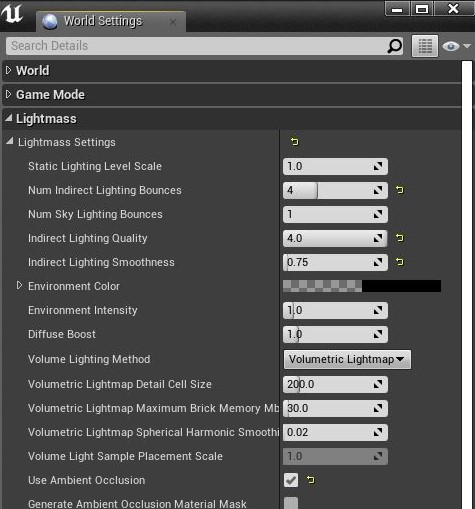 World Settings
Search Details
World
Game Mode
Lightmass
Lightmass Settings
Static Lighting Level Scale 1.0
Num Indirect Lighting Bounces 4
Num Sky Lighting Bounces 1
Indirect Lighting Quality 4.0
Indirect Lighting Smoothness 0.75
Environment Color
Environment Intensity 1.0
Diffuse Boost 1.0
Volume Lighting Method Volumetric Lightmap
Volumetric Lightmap Detail Cell Size 200.0
Volumetric Lightmap Maximum Brick Memory Mb 30.0
Volumetric Lightmap Spherical Harmonic Smoothi 0.02
Volume Light Sample Placement Scale 1.0
Use Ambient Occlusion
Generate Ambient Occlusion Material Mask